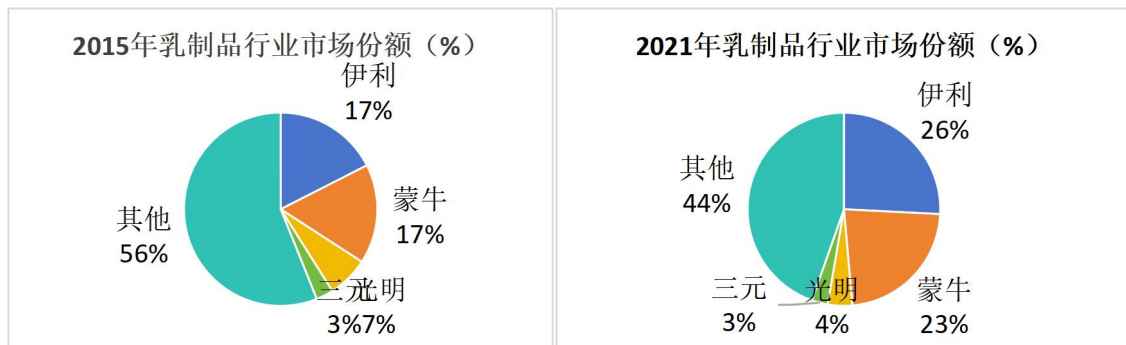 2015年乳制品行业市场份额（%）
伊利
17%
蒙牛
17%
其他
56%
三元
3%
光明
7%
2021年乳制品行业市场份额（%）
伊利
26%
其他
44%
三元
3%
光明
4%
蒙牛
23%